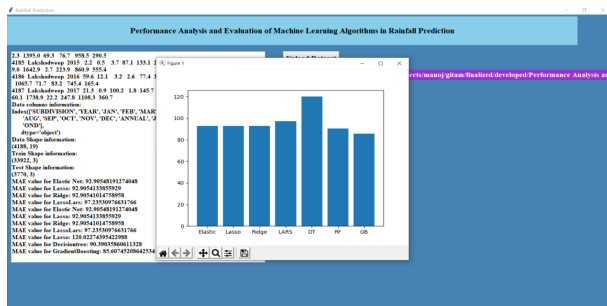 Rainfall Prediction
Performance Analysis and Evaluation of Machine Learning Algorithms in Rainfall Prediction
2.3 1395.0 69.3 76.7 958.5 290.5
4185 Lakshadweep 2015 2.2 0.5 3.7 87.1 133.1 2
9.0 1642.9 2.7 223.9 860.9 555.4
4186 Lakshadweep 2016 59.6 12.1 3.2 2.6 77.4 3
1065.7 71.7 83.2 745.4 165.4
4187 Lakshadweep 2017 21.3 0.9 100.2 1.8 145.7
60.1 1738.9 22.2 247.8 1108.3 360.7
Data columns information:
Index(['SUBDIVISION', 'YEAR', 'JAN', 'FEB', 'MAR
'AUG', 'SEP', 'OCT', 'NOV', 'DEC', 'ANNUAL', 'J
'OND'],
dtype='object')
Data Shape information:
(4188, 19)
Train Shape information:
(33922, 3)
Test Shape information:
(3770, 3)
MAE value for Elastic Net: 92.90548191274048
MAE value for Lasso: 92.9054133855929
MAE value for Ridge: 92.90541014758958
MAE value for LassoLars: 97.23530976631766
MAE value for Elastic Net: 92.90548191274048
MAE value for Lasso: 92.9054133855929
MAE value for Ridge: 92.90541014758958
MAE value for LassoLars: 97.23530976631766
MAE value for Lasso: 120.02274395422988
MAE value for Decisiontree: 90.39035860611328
MAE value for GradientBoosting: 85.60745208642534
Figure 1
120
100
80
60
40
20
0
Elastic Lasso Ridge LARS DT RF GB
Upload Dataset
ects/manoj/gitam/finalized/developed/Performance Analysis an